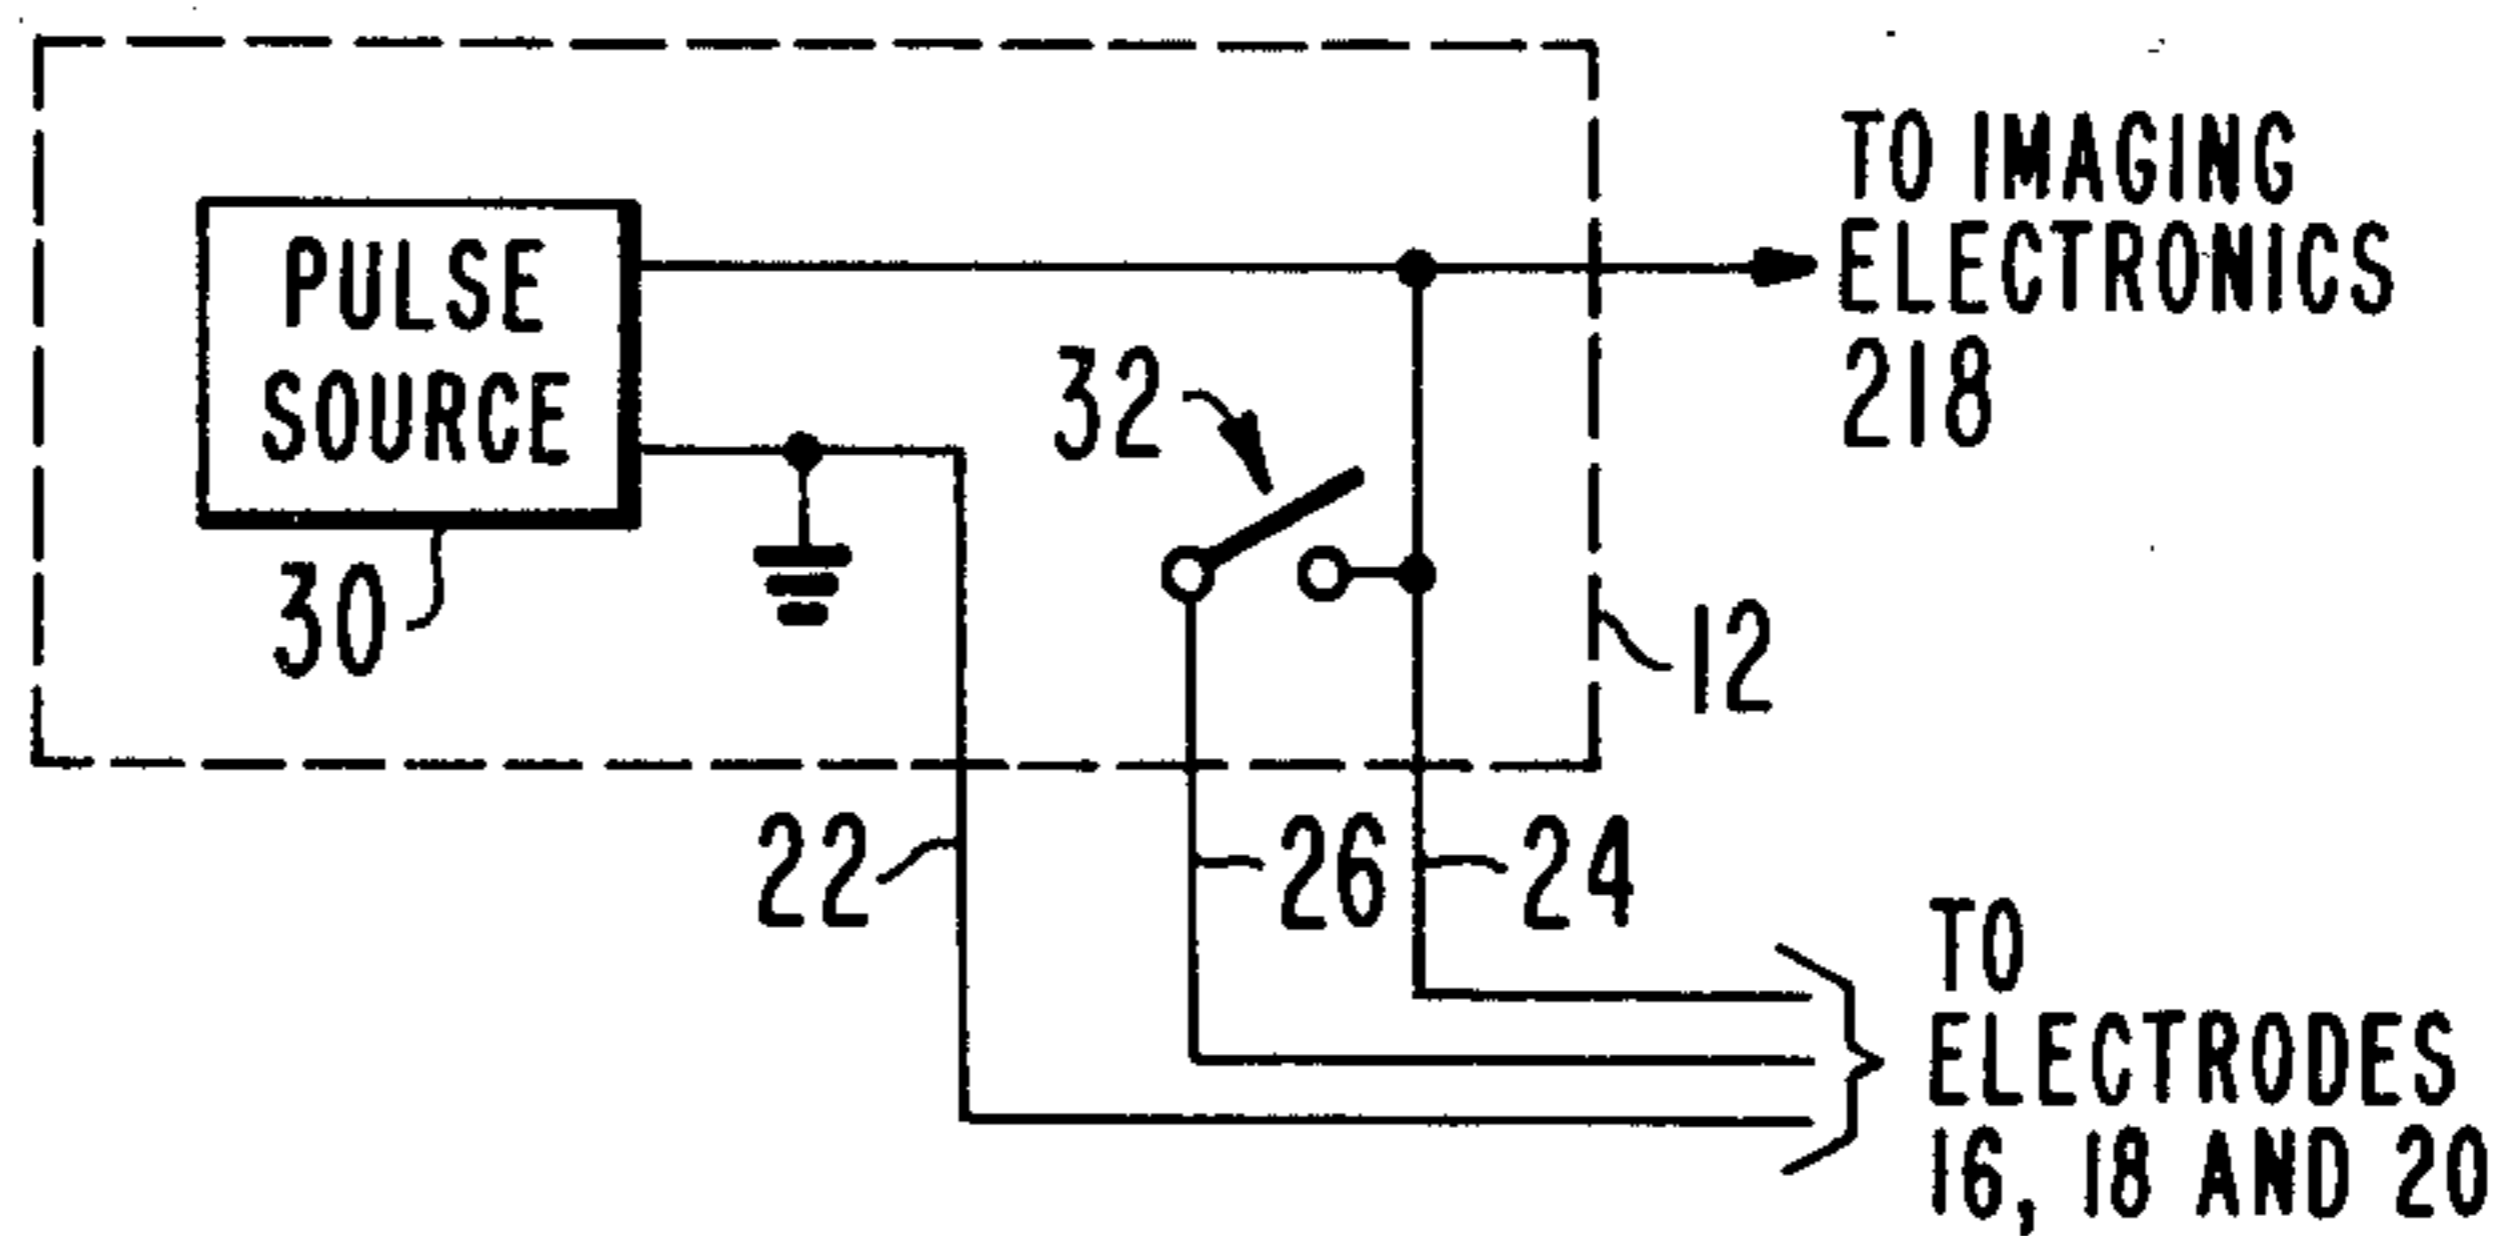 TO IMAGING
ELECTRONICS
218
PULSE
SOURCE
32
30
12
22
26
24
TO
ELECTRODES
16, 18 AND 20